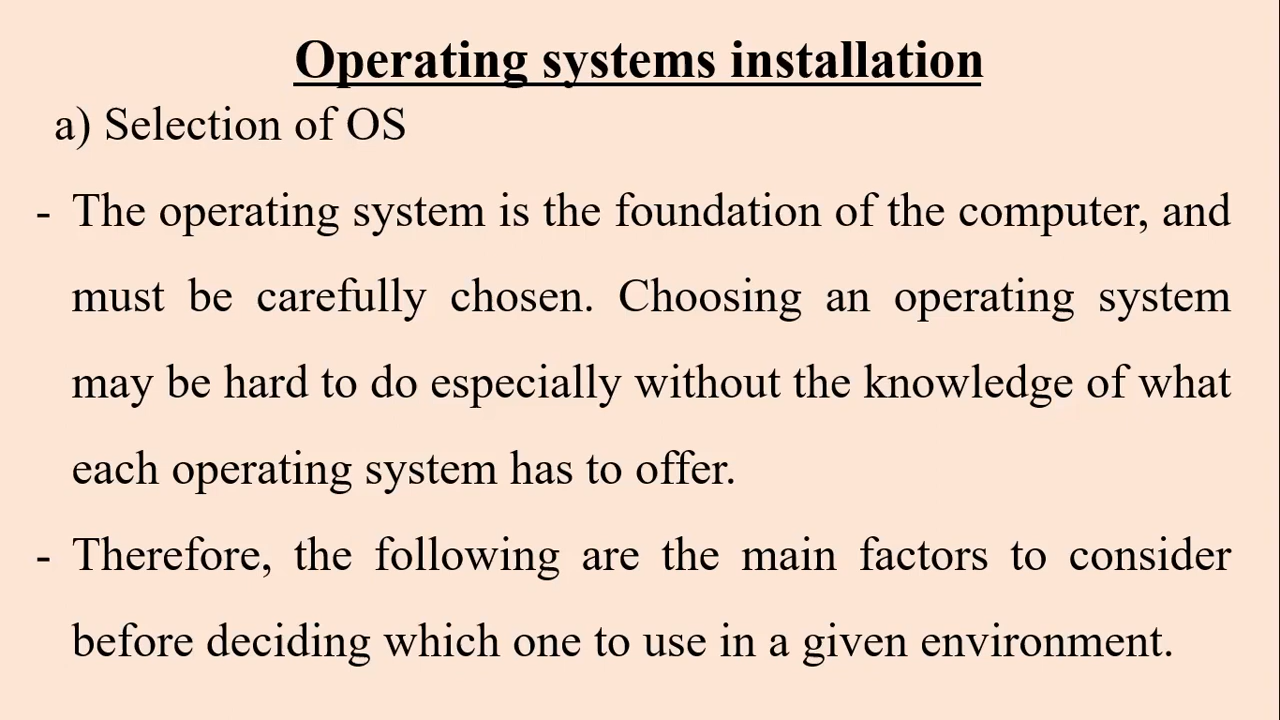 Operating systems installation
a) Selection of OS
- The operating system is the foundation of the computer, and
must be carefully chosen. Choosing an operating system
may be hard to do especially without the knowledge of what
each operating system has to offer.
- Therefore, the following are the main factors to consider
before deciding which one to use in a given environment.